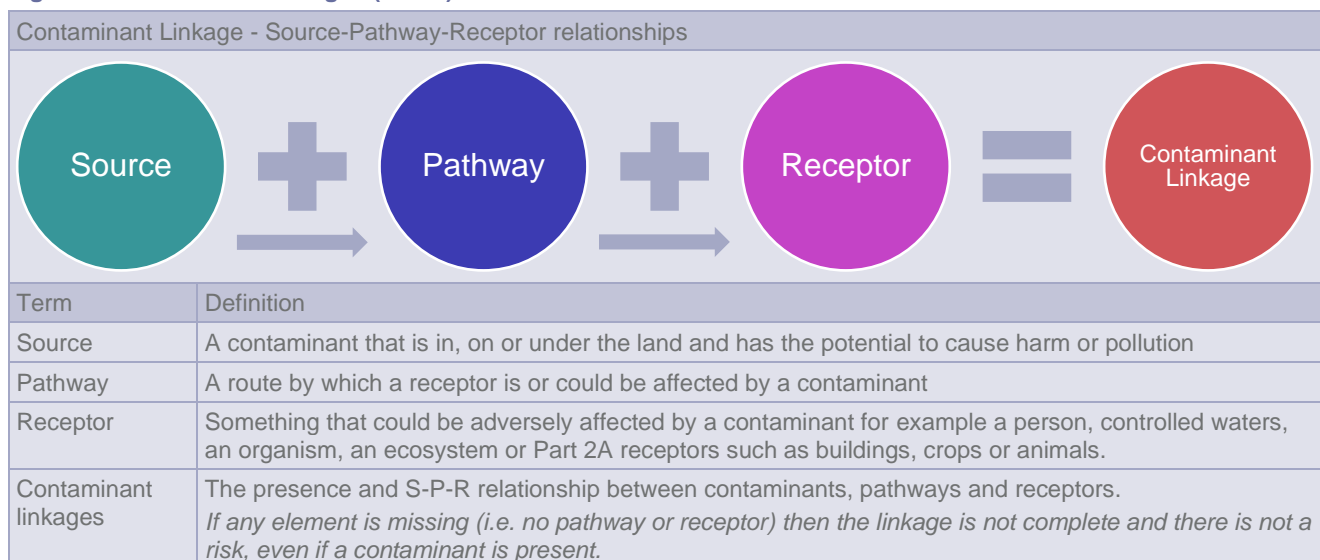 Contaminant Linkage - Source-Pathway-Receptor relationships
Source
Pathway
Receptor
Contaminant
Linkage
Term Definition
Source A contaminant that is in, on or under the land and has the potential to cause harm or pollution
Pathway A route by which a receptor is or could be affected by a contaminant
Receptor Something that could be adversely affected by a contaminant for example a person, controlled waters,
an organism, an ecosystem or Part 2A receptors such as buildings, crops or animals.
Contaminant
linkages
The presence and S-P-R relationship between contaminants, pathways and receptors.
If any element is missing (i.e. no pathway or receptor) then the linkage is not complete and there is not a
risk, even if a contaminant is present.